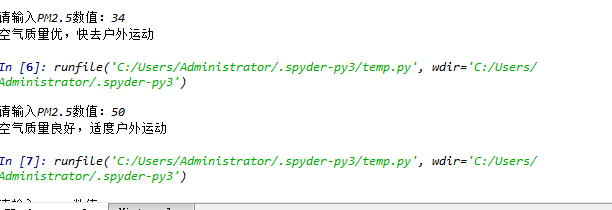 请输入PM2.5数值：34
空气质量优，快去户外运动
In [6]: runfile('C:/Users/Administrator/.spyder-py3/temp.py', wdir='C:/Users/
Administrator/.spyder-py3')
请输入PM2.5数值：50
空气质量良好，适度户外运动
In [7]: runfile('C:/Users/Administrator/.spyder-py3/temp.py', wdir='C:/Users/
Administrator/.spyder-py3')